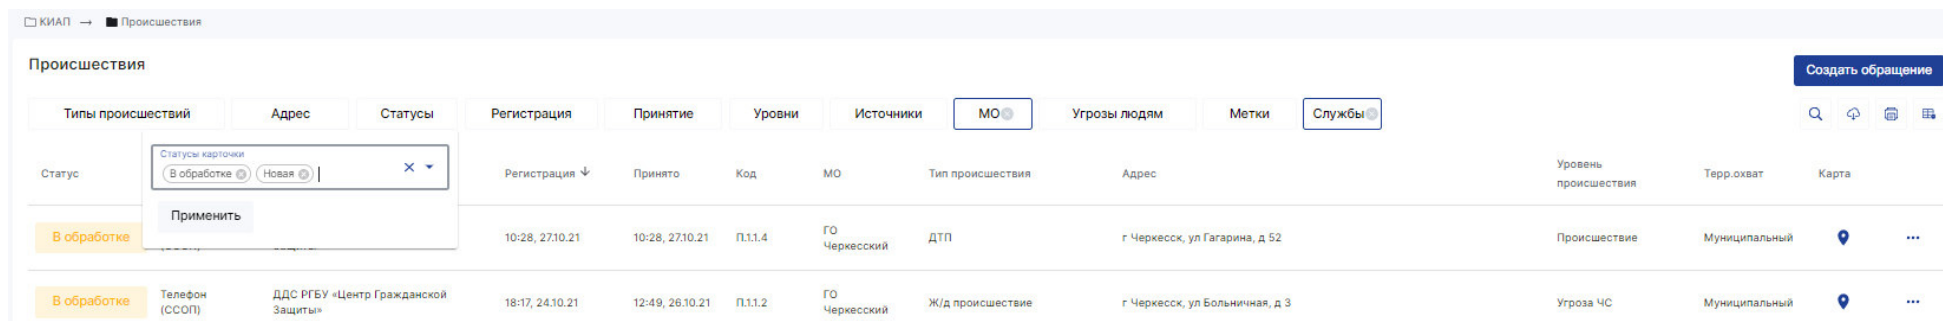 КИАП → Происшествия
Происшествия
Создать обращение
Типы происшествий Адрес Статусы Регистрация Принятие Уровни Источники МО Угрозы людям Метки Службы
Статусы карточки
В обработке Новая
Применить
Статус Регистрация Принято Код МО Тип происшествия Адрес Уровень происшествия Терр.охват Карта
В обработке 10:28, 27.10.21 10:28, 27.10.21 П.1.1.4 ГО Черкесский ДТП г Черкесск, ул Гагарина, д 52 Происшествие Муниципальный
В обработке Телефон (ССОП) ДДС РГБУ «Центр Гражданской Защиты» 18:17, 24.10.21 12:49, 26.10.21 П.1.1.2 ГО Черкесский Ж/д происшествие г Черкесск, ул Больничная, д 3 Угроза ЧС Муниципальный